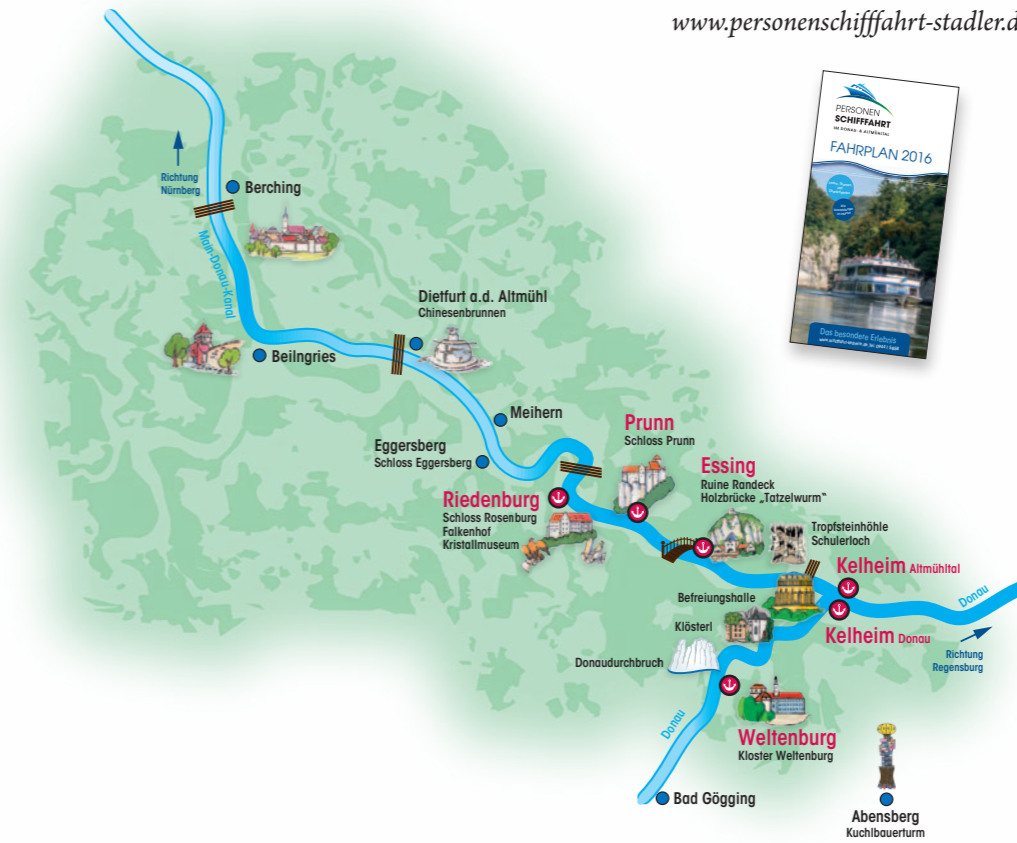 www.personenschifffahrt-stadler.d
PERSONEN
SCHIFFFAHRT
IM DONAU- & ALTMÜHLTAL
FAHRPLAN 2016
Das besondere Erlebnis
Richtung
Nürnberg
Berching
Main-Donau-Kanal
Dietfurt a.d. Altmühl
Chinesenbrunnen
Beilngries
Meihern
Eggersberg
Schloss Eggersberg
Prunn
Schloss Prunn
Essing
Ruine Randeck
Holzbrücke „Tatzelwurm“
Riedenburg
Schloss Rosenburg
Falkenhof
Kristallmuseum
Tropfsteinhöhle
Schulerloch
Kelheim Altmühltal
Befreiungshalle
Donau
Klösterl
Kelheim Donau
Richtung
Regensburg
Donaudurchbruch
Donau
Weltenburg
Kloster Weltenburg
Bad Gögging
Abensberg
Kuchlbauerturm